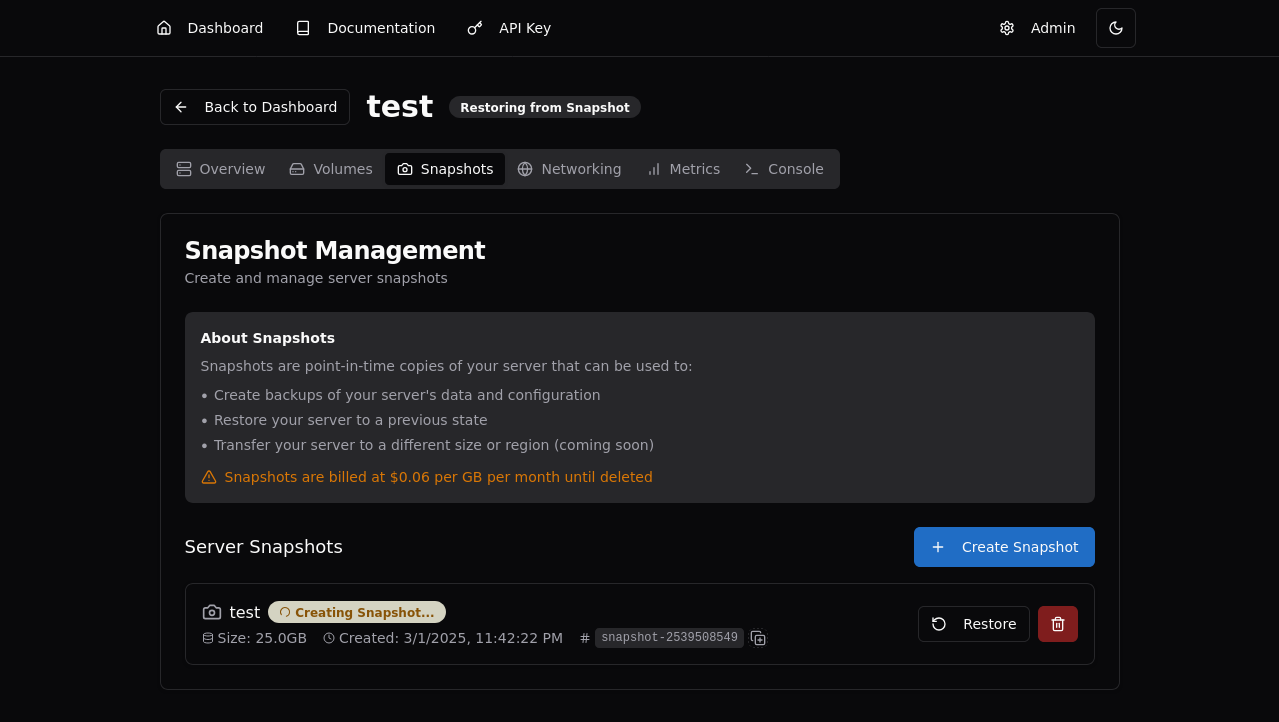 Dashboard Documentation API Key Admin
Back to Dashboard test Restoring from Snapshot
Overview Volumes Snapshots Networking Metrics Console
Snapshot Management
Create and manage server snapshots
About Snapshots
Snapshots are point-in-time copies of your server that can be used to:
• Create backups of your server's data and configuration
• Restore your server to a previous state
• Transfer your server to a different size or region (coming soon)
Snapshots are billed at $0.06 per GB per month until deleted
Server Snapshots Create Snapshot
test Creating Snapshot...
Size: 25.0GB Created: 3/1/2025, 11:42:22 PM # snapshot-2539508549 Restore